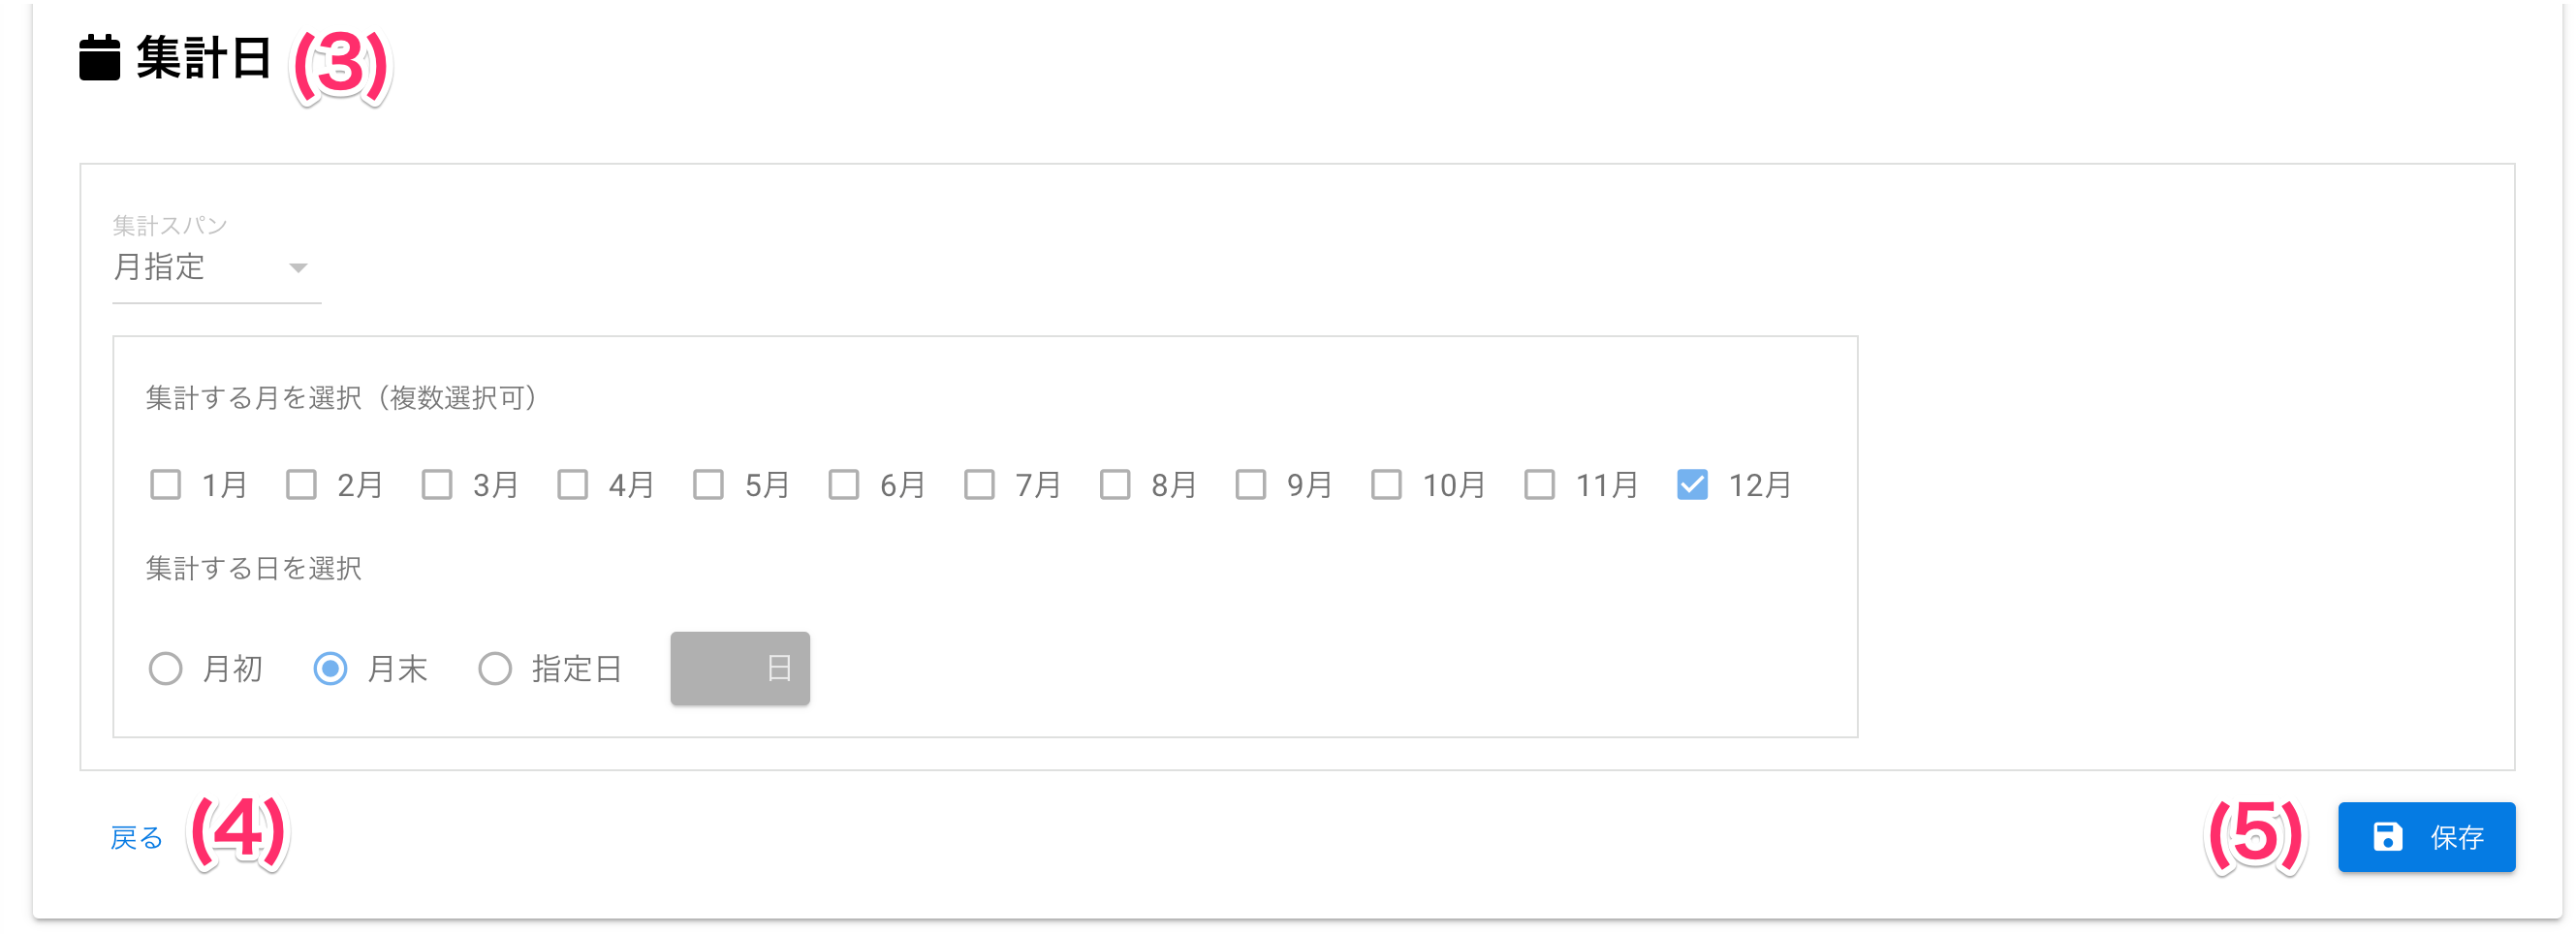 集計日 (3)
集計スパン
月指定
集計する月を選択（複数選択可）
1月 2月 3月 4月 5月 6月 7月 8月 9月 10月 11月 12月
集計する日を選択
月初 月末 指定日 日
戻る (4) (5) 保存